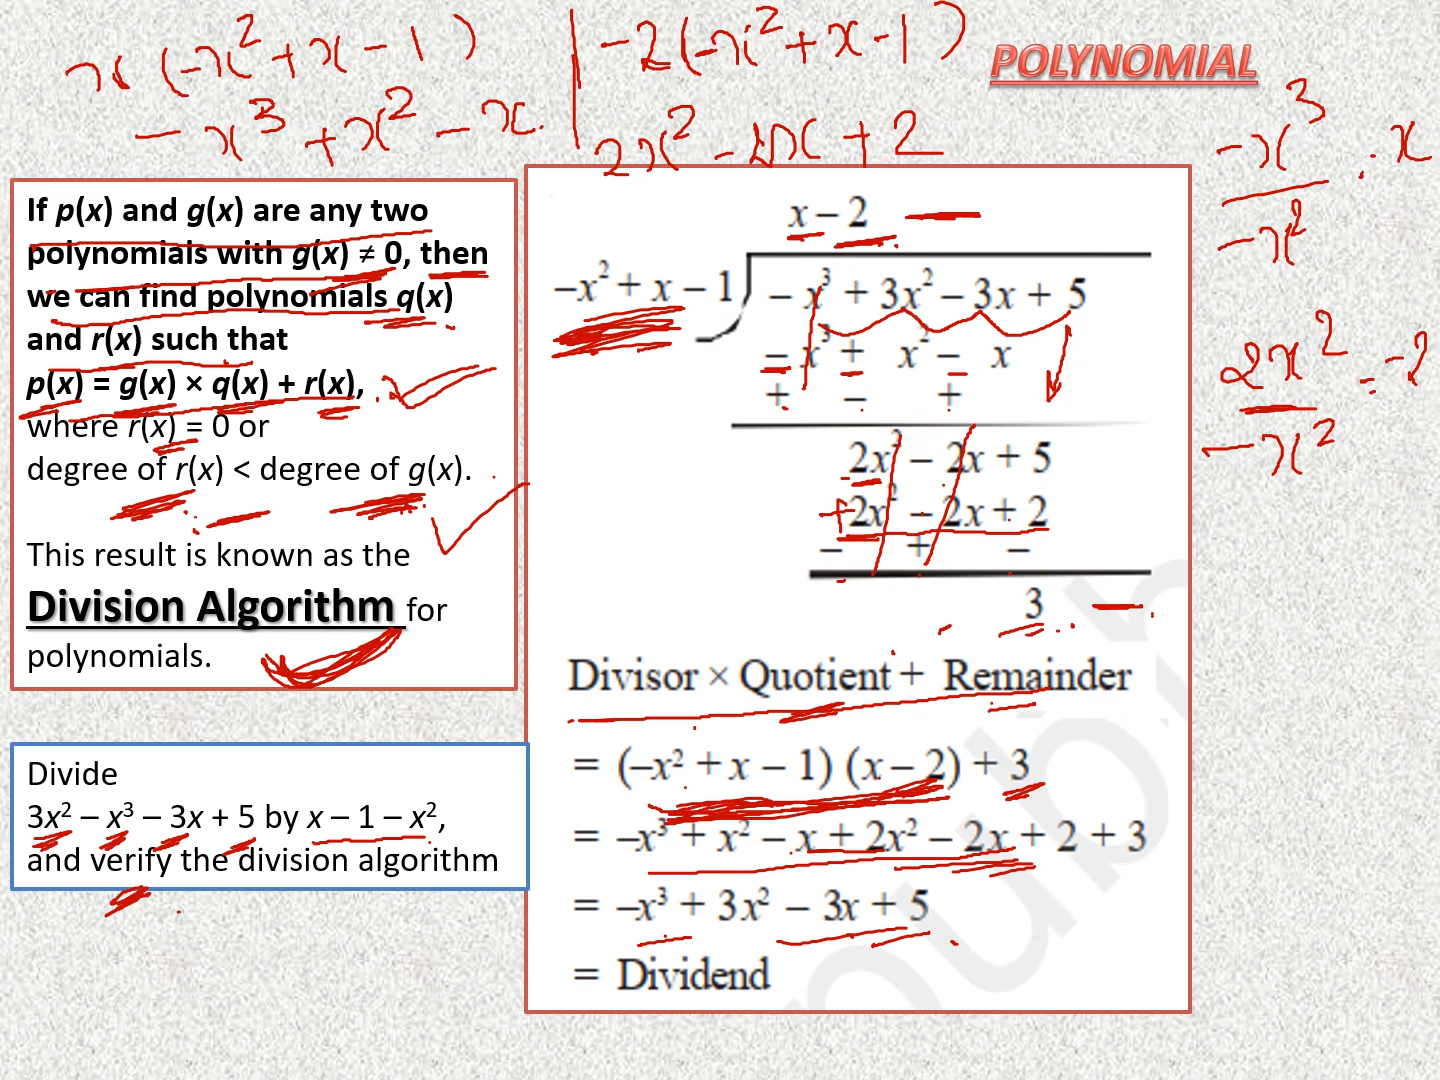 x(-x²+x-1) | -2(-x²+x-1)
-x³+x²-x. | 2x²-2x+2
POLYNOMIAL
-x³/-x² : x
2x²/-x² = -2
If p(x) and g(x) are any two
polynomials with g(x) ≠ 0, then
we can find polynomials q(x)
and r(x) such that
p(x) = g(x) × q(x) + r(x),
where r(x) = 0 or
degree of r(x) < degree of g(x).
This result is known as the
Division Algorithm for
polynomials.
Divide
3x² – x³ – 3x + 5 by x – 1 – x²,
and verify the division algorithm
x – 2
–x² + x – 1) – x³ + 3x² – 3x + 5
– x³ + x² – x
+ – +
2x² – 2x + 5
+2x² – 2x + 2
– + –
3
Divisor × Quotient + Remainder
= (–x² + x – 1) (x – 2) + 3
= –x³ + x² – x + 2x² – 2x + 2 + 3
= –x³ + 3x² – 3x + 5
= Dividend